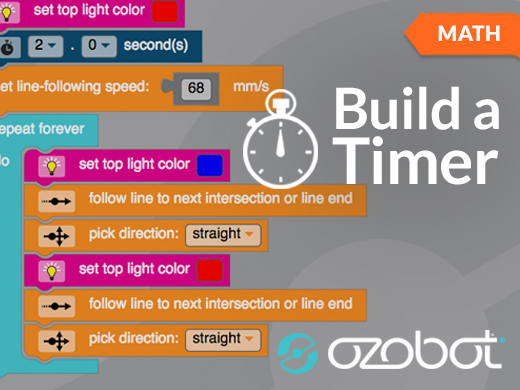 set top light color
2 . 0 second(s)
et line-following speed: 68 mm/s
epeat forever
do
set top light color
follow line to next intersection or line end
pick direction: straight
set top light color
follow line to next intersection or line end
pick direction: straight
MATH
Build a
Timer
ozobot